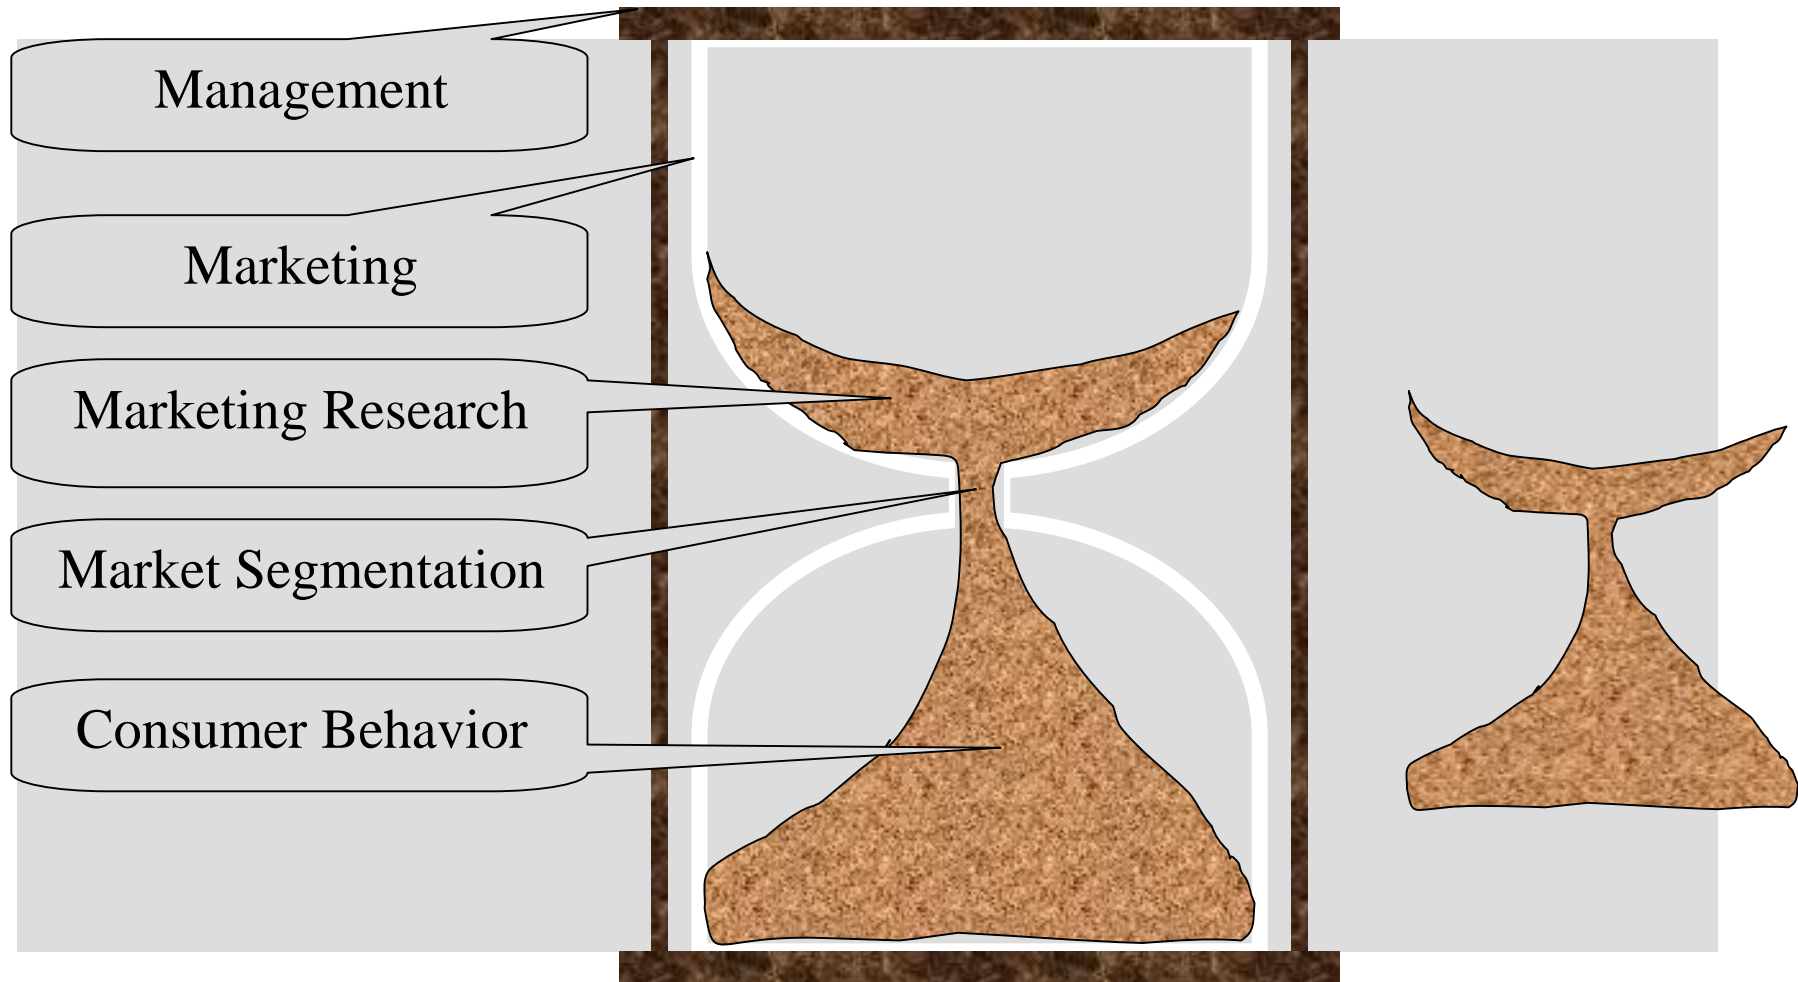 Management
Marketing
Marketing Research
Market Segmentation
Consumer Behavior